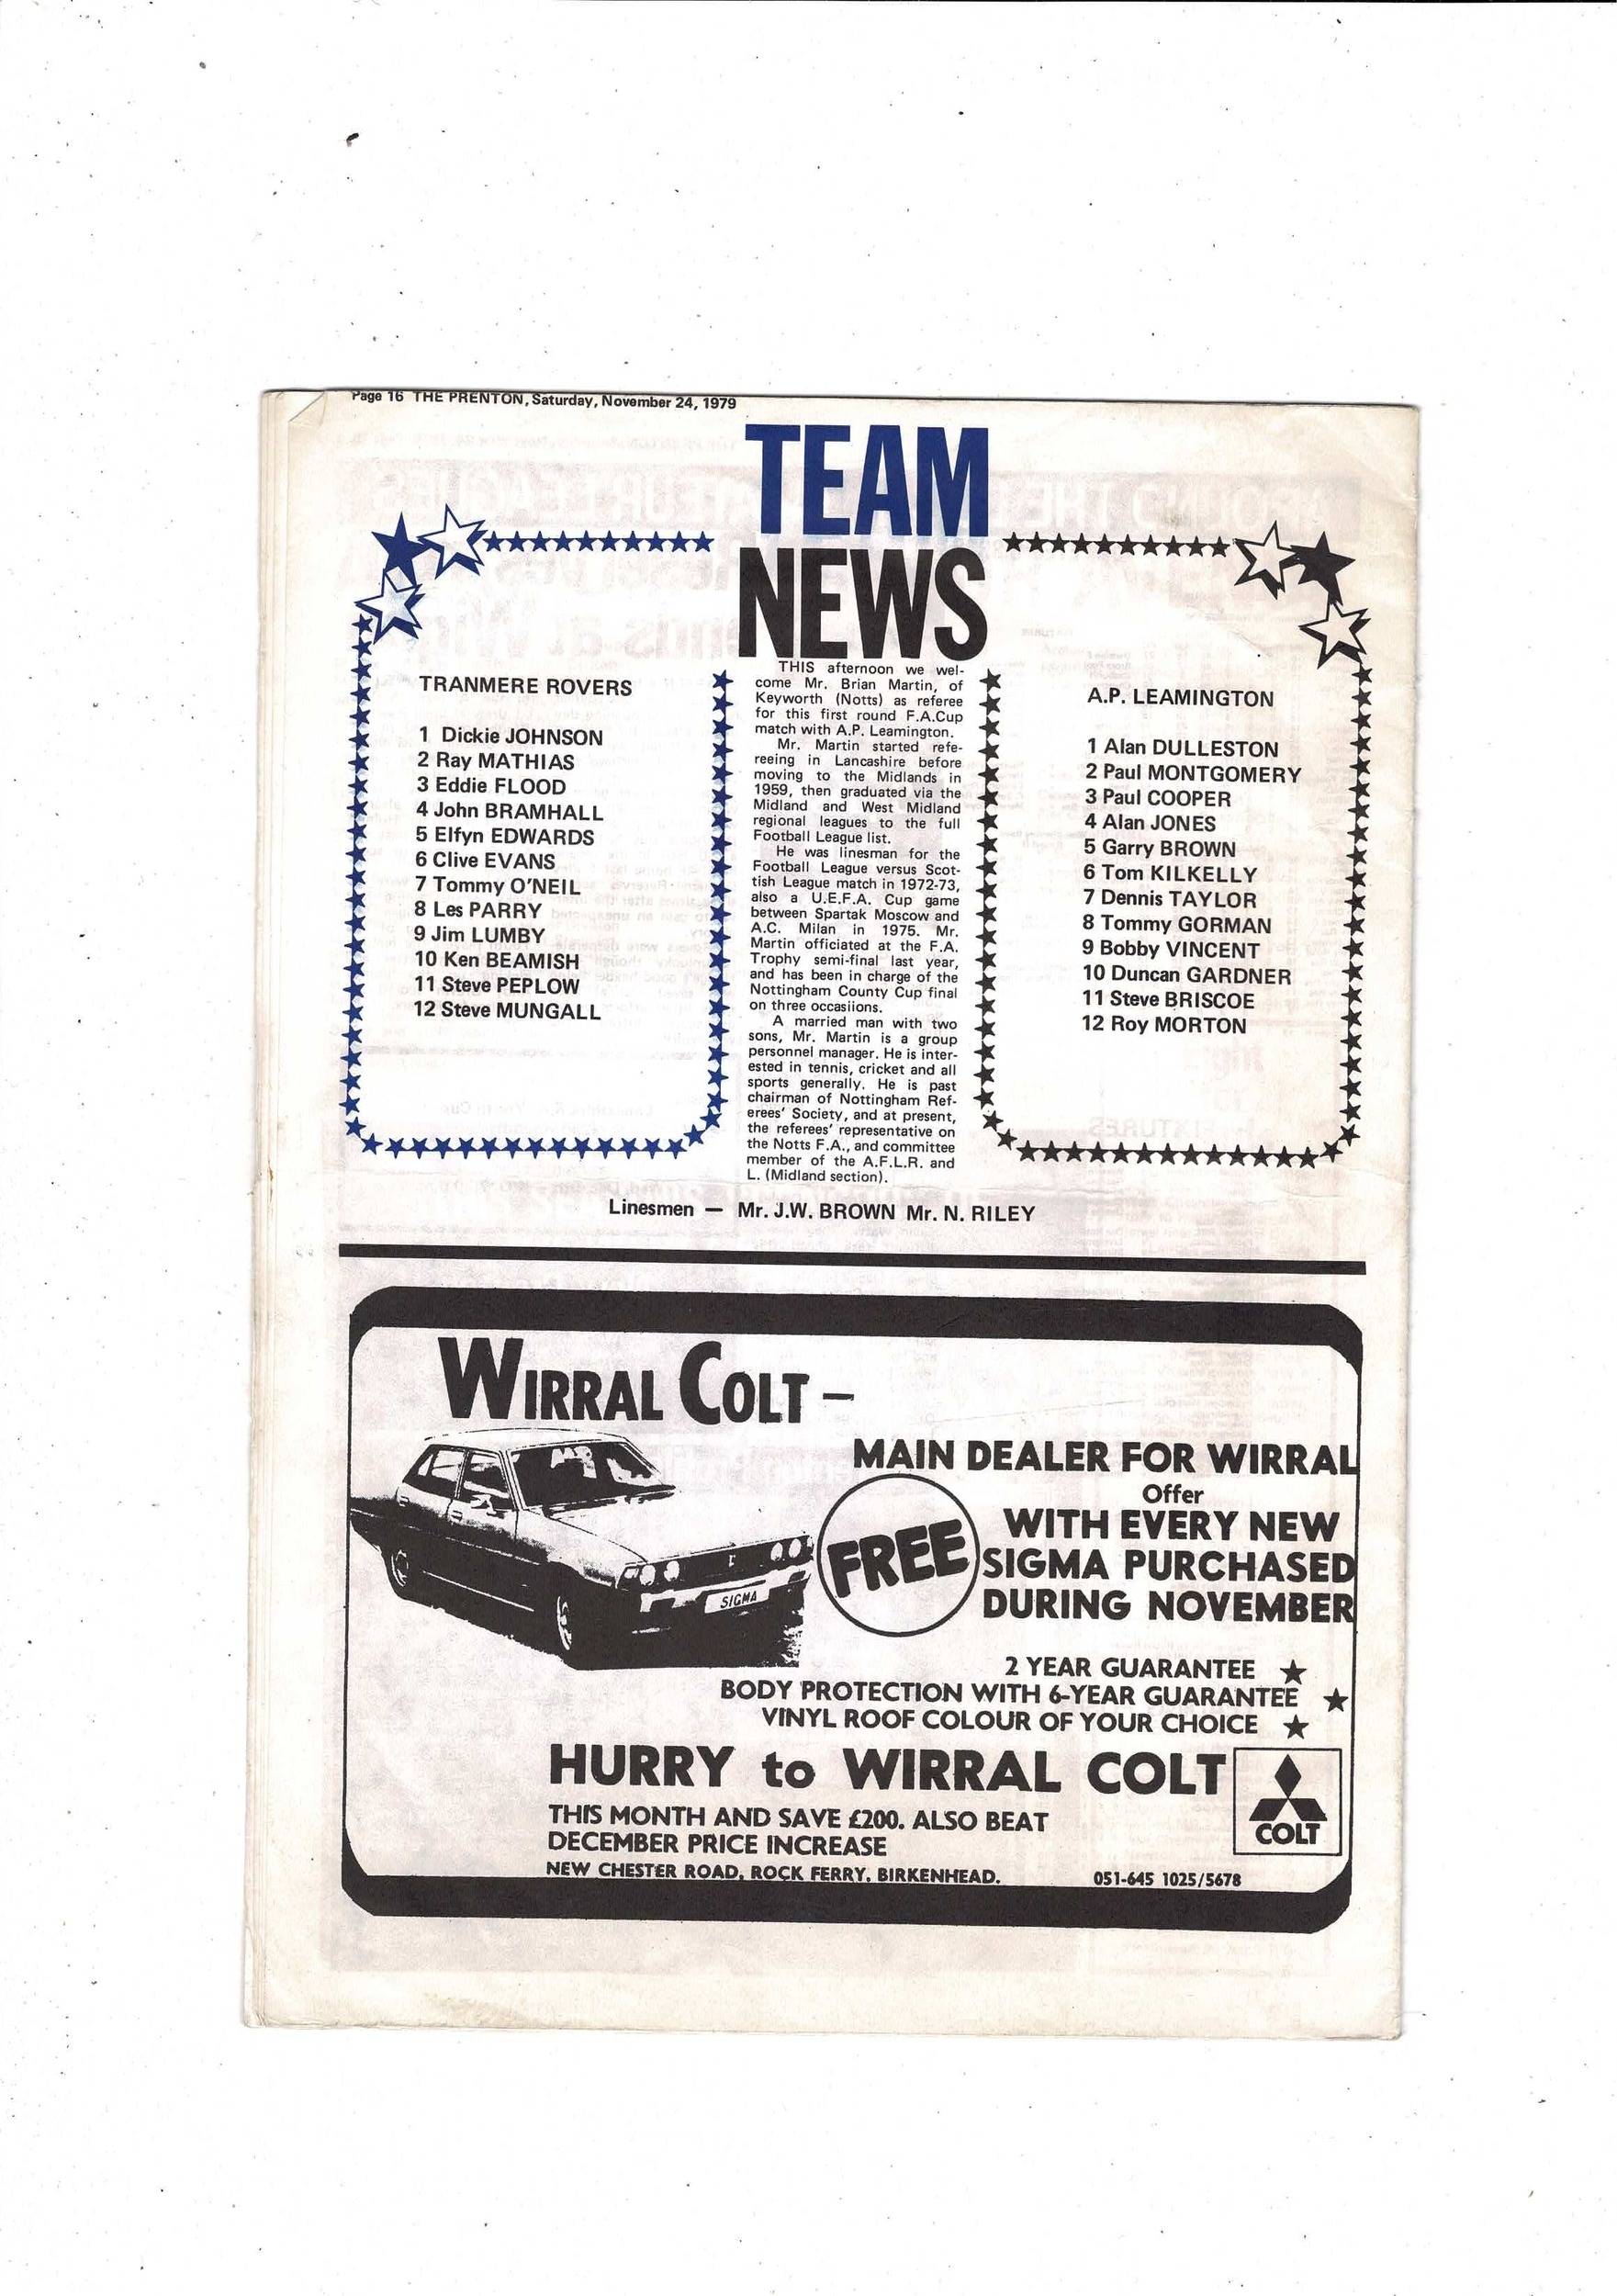 Page 16 THE PRENTON, Saturday, November 24, 1979
TEAM
NEWS
TRANMERE ROVERS
1 Dickie JOHNSON
2 Ray MATHIAS
3 Eddie FLOOD
4 John BRAMHALL
5 Elfyn EDWARDS
6 Clive EVANS
7 Tommy O'NEIL
8 Les PARRY
9 Jim LUMBY
10 Ken BEAMISH
11 Steve PEPLOW
12 Steve MUNGALL
THIS afternoon we wel-
come Mr. Brian Martin, of
Keyworth (Notts) as referee
for this first round F.A.Cup
match with A.P. Leamington.
Mr. Martin started refe-
reeing in Lancashire before
moving to the Midlands in
1959, then graduated via the
Midland and West Midland
regional leagues to the full
Football League list.
He was linesman for the
Football League versus Scot-
tish League match in 1972-73,
also a U.E.F.A. Cup game
between Spartak Moscow and
A.C. Milan in 1975. Mr.
Martin officiated at the F.A.
Trophy semi-final last year,
and has been in charge of the
Nottingham County Cup final
on three occasiions.
A married man with two
sons, Mr. Martin is a group
personnel manager. He is inter-
ested in tennis, cricket and all
sports generally. He is past
chairman of Nottingham Ref-
erees' Society, and at present,
the referees' representative on
the Notts F.A., and committee
member of the A.F.L.R. and
L. (Midland section).
A.P. LEAMINGTON
1 Alan DULLESTON
2 Paul MONTGOMERY
3 Paul COOPER
4 Alan JONES
5 Garry BROWN
6 Tom KILKELLY
7 Dennis TAYLOR
8 Tommy GORMAN
9 Bobby VINCENT
10 Duncan GARDNER
11 Steve BRISCOE
12 Roy MORTON
Linesmen — Mr. J.W. BROWN Mr. N. RILEY
WIRRAL COLT –
MAIN DEALER FOR WIRRAL
Offer
FREE
WITH EVERY NEW
SIGMA PURCHASED
DURING NOVEMBER
SIGMA
2 YEAR GUARANTEE ★
BODY PROTECTION WITH 6-YEAR GUARANTEE ★
VINYL ROOF COLOUR OF YOUR CHOICE ★
HURRY to WIRRAL COLT
THIS MONTH AND SAVE £200. ALSO BEAT
DECEMBER PRICE INCREASE
NEW CHESTER ROAD, ROCK FERRY, BIRKENHEAD. 051-645 1025/5678
COLT